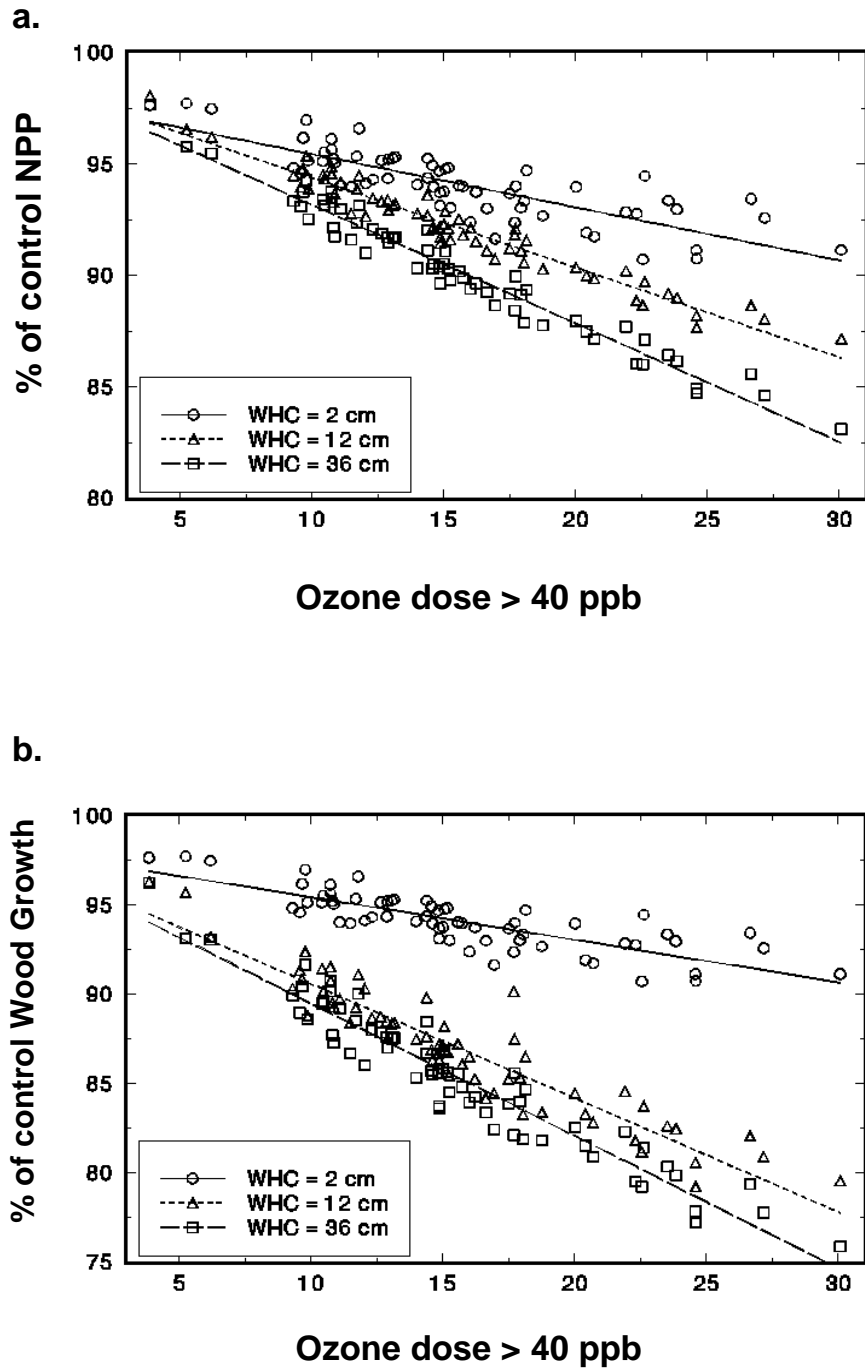 a.
100
95
90
85
80
% of control NPP
WHC = 2 cm
WHC = 12 cm
WHC = 36 cm
5 10 15 20 25 30
Ozone dose > 40 ppb
b.
100
95
90
85
80
75
% of control Wood Growth
WHC = 2 cm
WHC = 12 cm
WHC = 36 cm
5 10 15 20 25 30
Ozone dose > 40 ppb